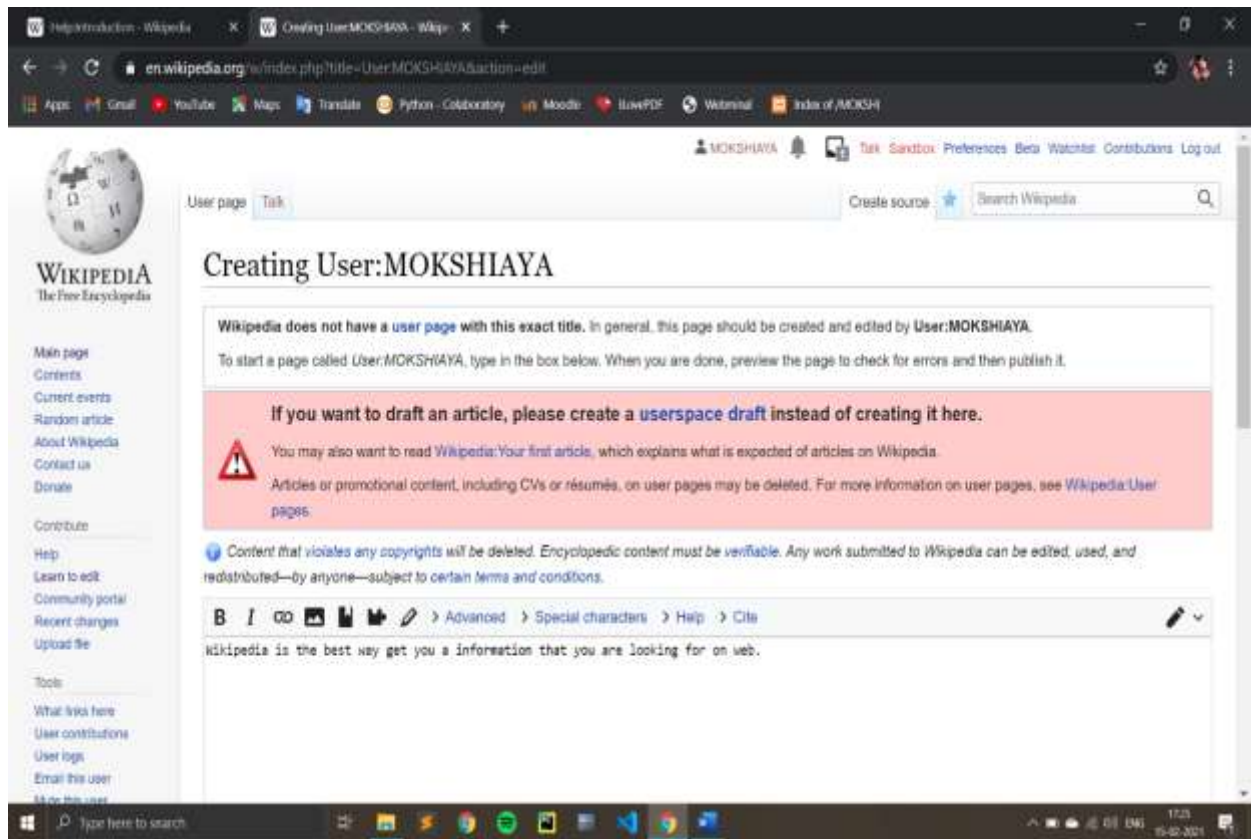 Help:Introduction - Wikipedia
Creating User:MOKSHIAYA - Wikip
en.wikipedia.org/w/index.php?title=User:MOKSHIAYA&action=edit
Apps Gmail YouTube Maps Translate Python - Colaboratory Moodle iLovePDF Webminal Index of /MOKSHI
MOKSHIAYA Talk Sandbox Preferences Beta Watchlist Contributions Log out
User page Talk Create source Search Wikipedia
WIKIPEDIA
The Free Encyclopedia
Creating User:MOKSHIAYA
Wikipedia does not have a user page with this exact title. In general, this page should be created and edited by User:MOKSHIAYA.
To start a page called User:MOKSHIAYA, type in the box below. When you are done, preview the page to check for errors and then publish it.
If you want to draft an article, please create a userspace draft instead of creating it here.
You may also want to read Wikipedia:Your first article, which explains what is expected of articles on Wikipedia.
Articles or promotional content, including CVs or résumés, on user pages may be deleted. For more information on user pages, see Wikipedia:User
pages.
Content that violates any copyrights will be deleted. Encyclopedic content must be verifiable. Any work submitted to Wikipedia can be edited, used, and
redistributed—by anyone—subject to certain terms and conditions.
B I Advanced Special characters Help Cite
Wikipedia is the best way get you a information that you are looking for on web.
Main page
Contents
Current events
Random article
About Wikipedia
Contact us
Donate
Contribute
Help
Learn to edit
Community portal
Recent changes
Upload file
Tools
What links here
User contributions
User logs
Email this user
Mute this user
Type here to search
ENG
17:25
15-02-2021